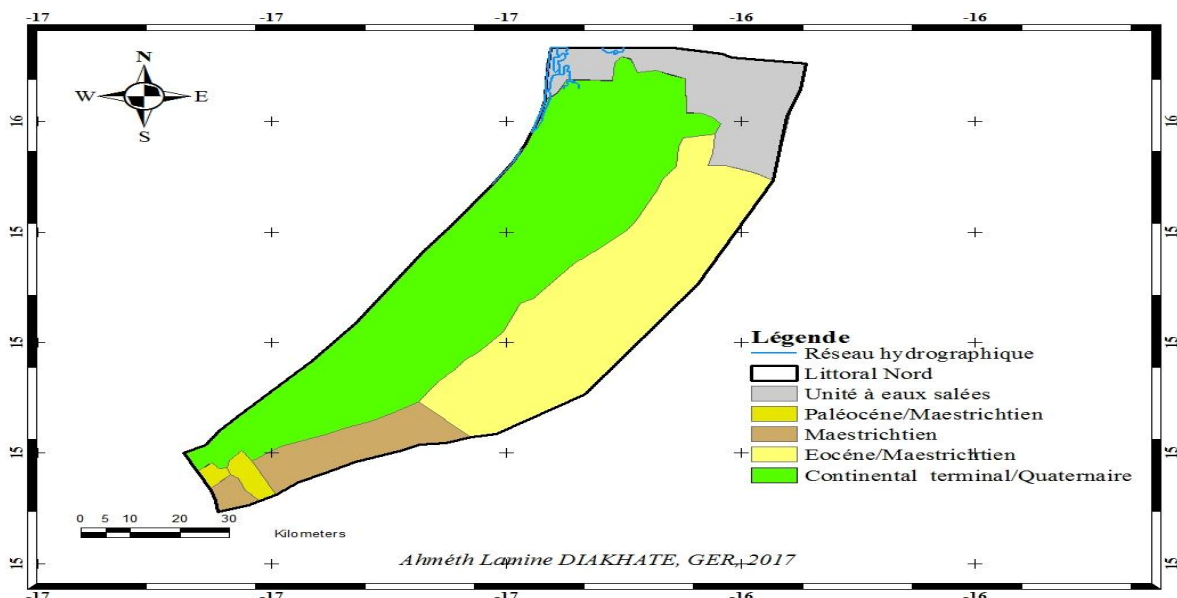 -17 -17 -17 -16 -16
N
W E
S
16 16
15 15
15 15
15 15
15 15
Légende
Réseau hydrographique
Littoral Nord
Unité à eaux salées
Paléocéne/Maestrichtien
Maestrichtien
Eocéne/Maestrichtien
Continental terminal/Quaternaire
0 5 10 20 30
Kilometers
Ahméth Lamine DIAKHATE, GER, 2017
-17 -17 -17 -16 -16